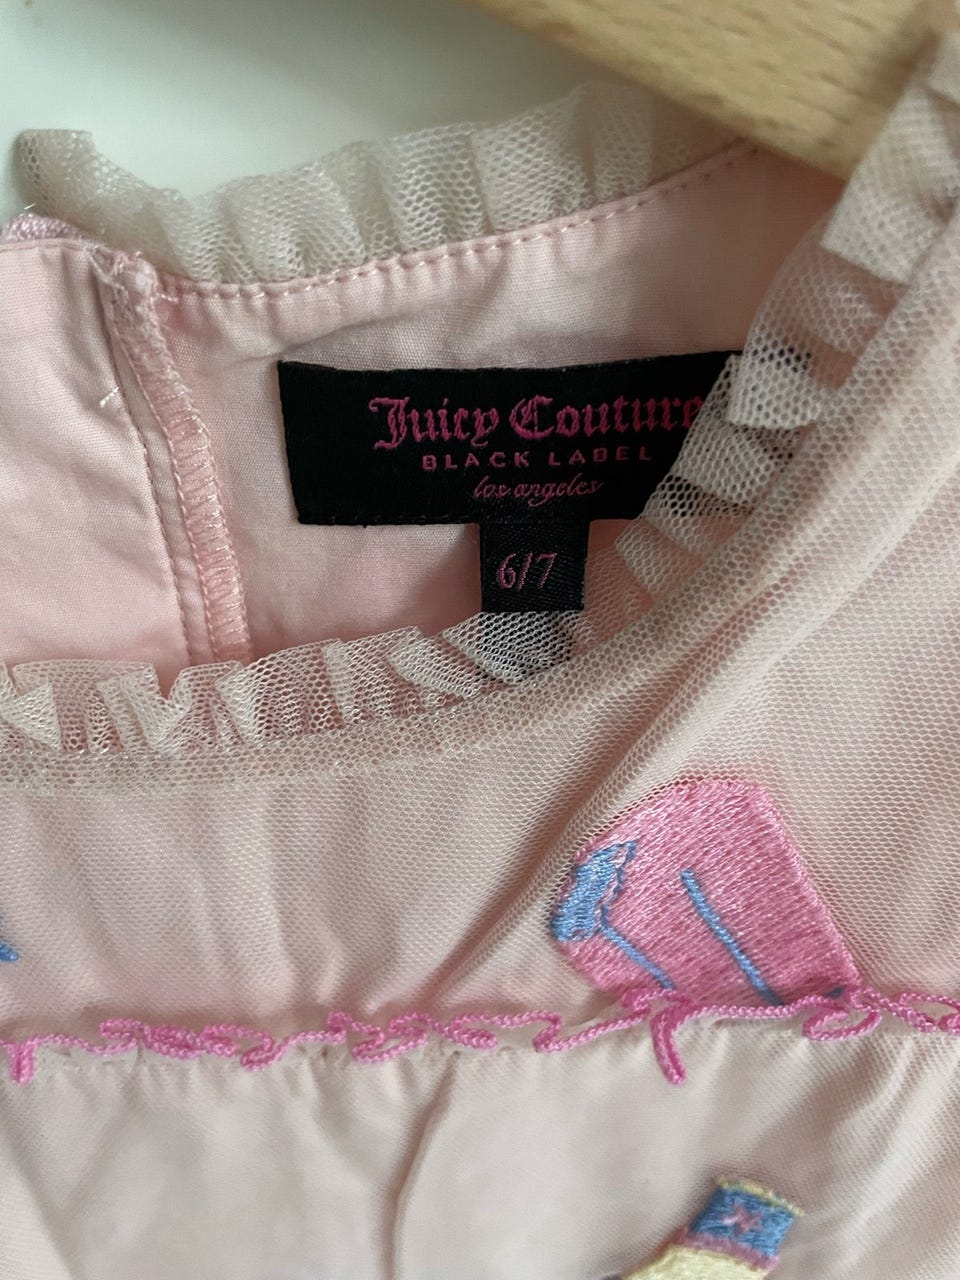 Juicy Couture
BLACK LABEL
los angeles
6/7